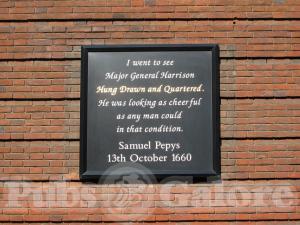 I went to see
Major General Harrison
Hung Drawn and Quartered.
He was looking as cheerful
as any man could
in that condition.
Samuel Pepys
13th October 1660
Pubs Galore